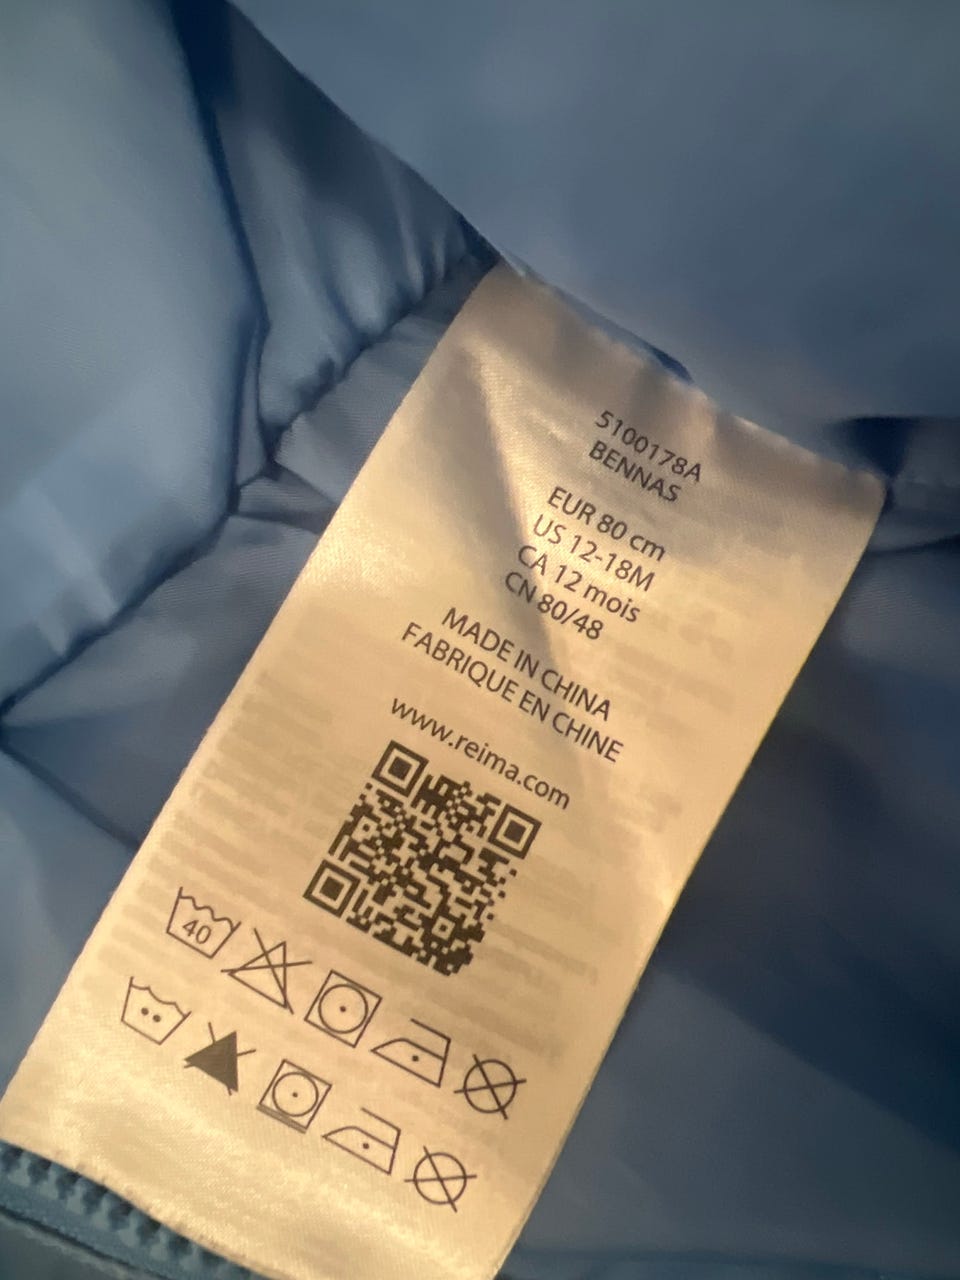 5100178A
BENNAS
EUR 80 cm
US 12-18M
CA 12 mois
CN 80/48
MADE IN CHINA
FABRIQUE EN CHINE
www.reima.com
40